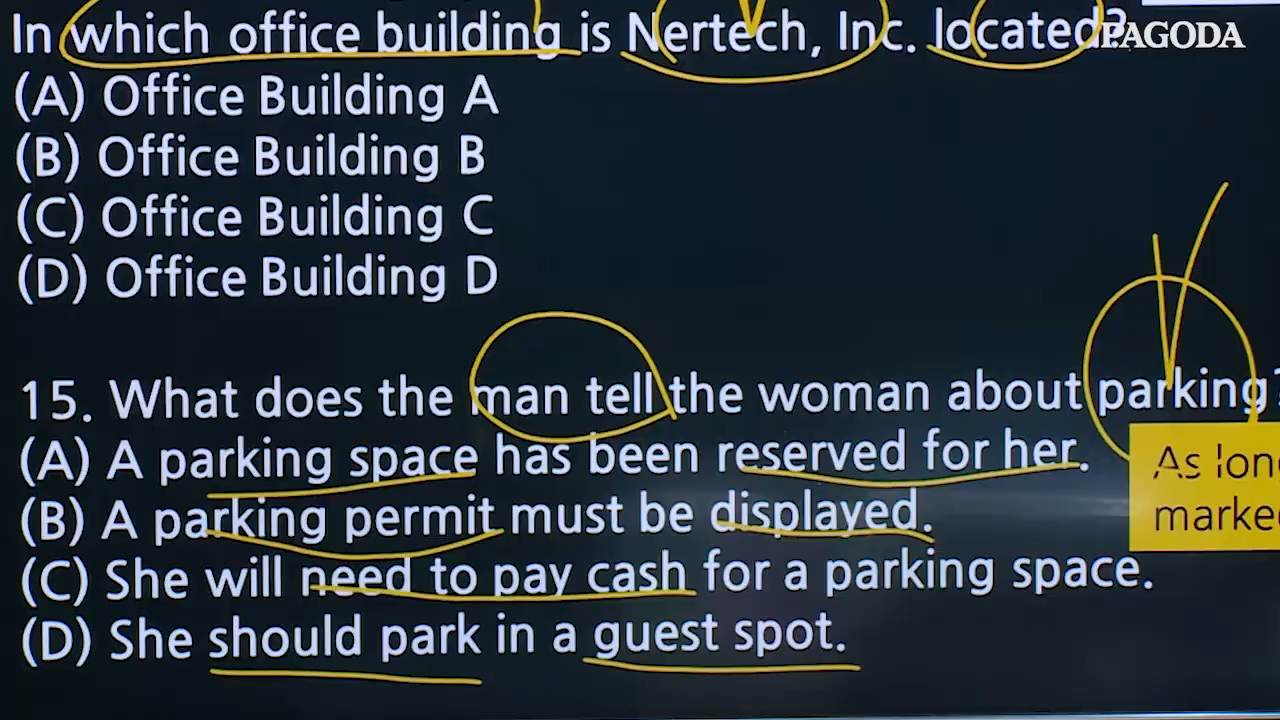 In which office building is Nertech, Inc. located?
PAGODA
(A) Office Building A
(B) Office Building B
(C) Office Building C
(D) Office Building D
15. What does the man tell the woman about parking?
(A) A parking space has been reserved for her.
(B) A parking permit must be displayed.
(C) She will need to pay cash for a parking space.
(D) She should park in a guest spot.
As